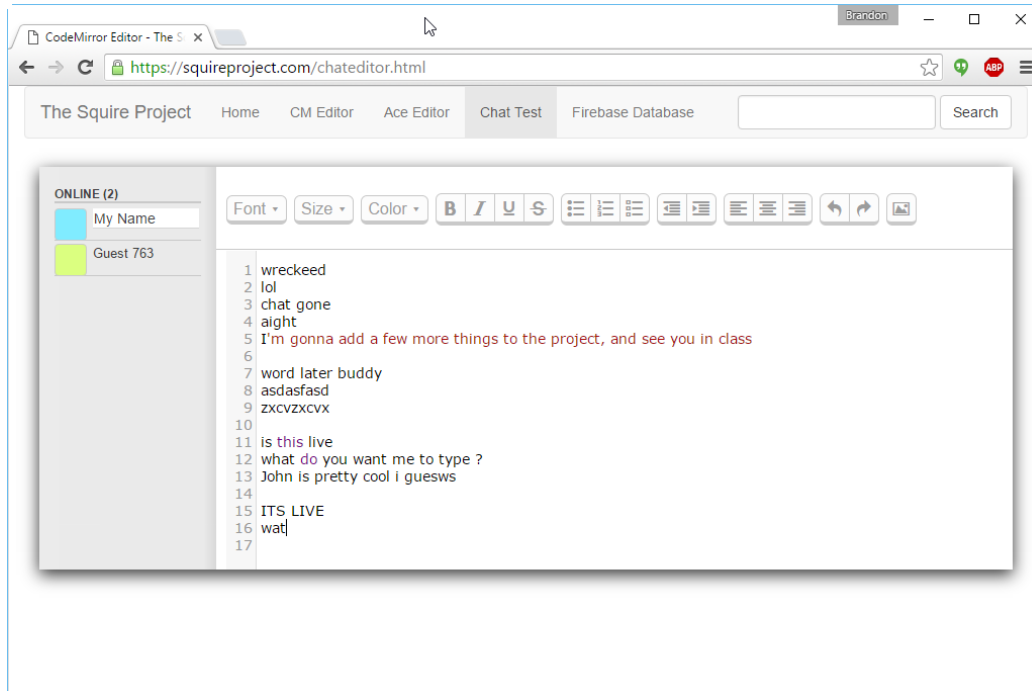 Brandon
CodeMirror Editor - The S
https://squireproject.com/chateditor.html
ABP
The Squire Project Home CM Editor Ace Editor Chat Test Firebase Database Search
ONLINE (2)
My Name
Guest 763
Font Size Color B I U S
1 wreckeed
2 lol
3 chat gone
4 aight
5 I'm gonna add a few more things to the project, and see you in class
6
7 word later buddy
8 asdasfasd
9 zxcvzxcvx
10
11 is this live
12 what do you want me to type ?
13 John is pretty cool i guesws
14
15 ITS LIVE
16 wat
17